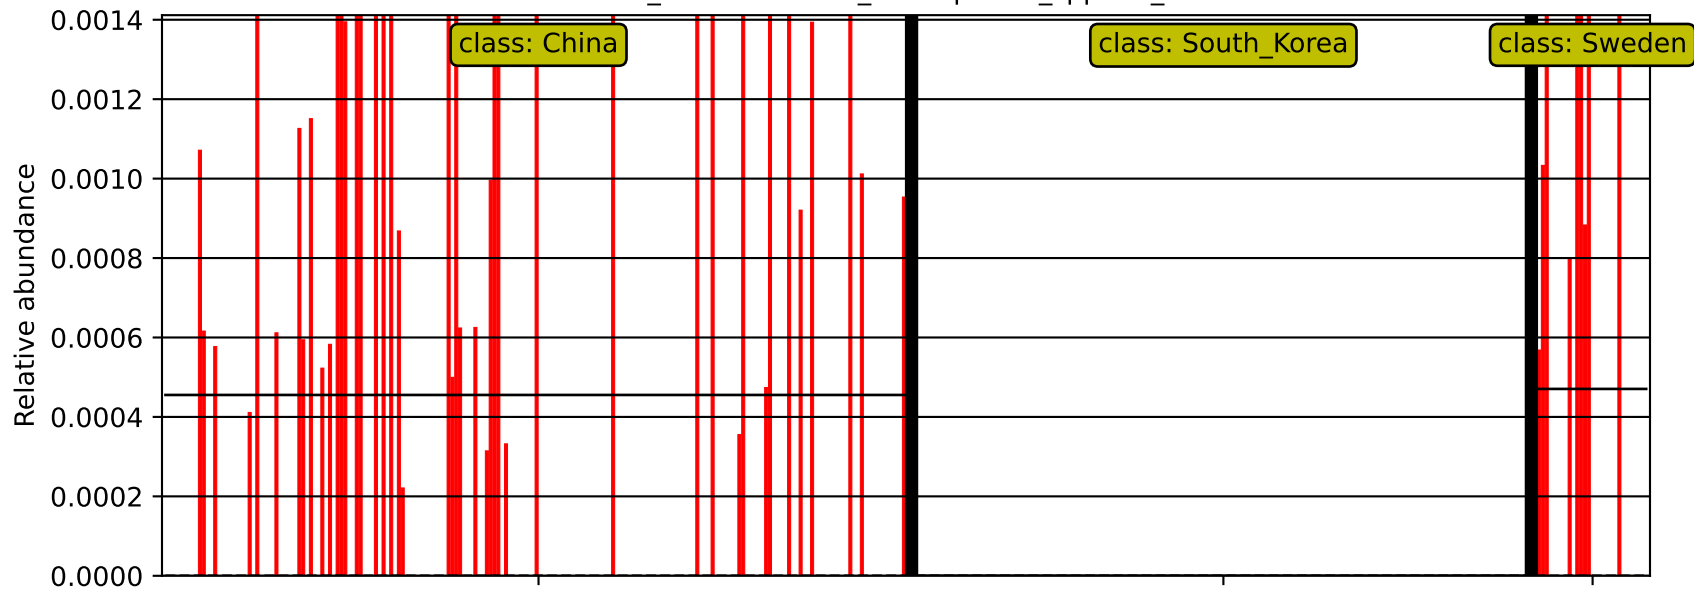 0.0014
class: China
class: South_Korea
class: Sweden
0.0012
0.0010
0.0008
0.0006
0.0004
0.0002
0.0000
Relative abundance